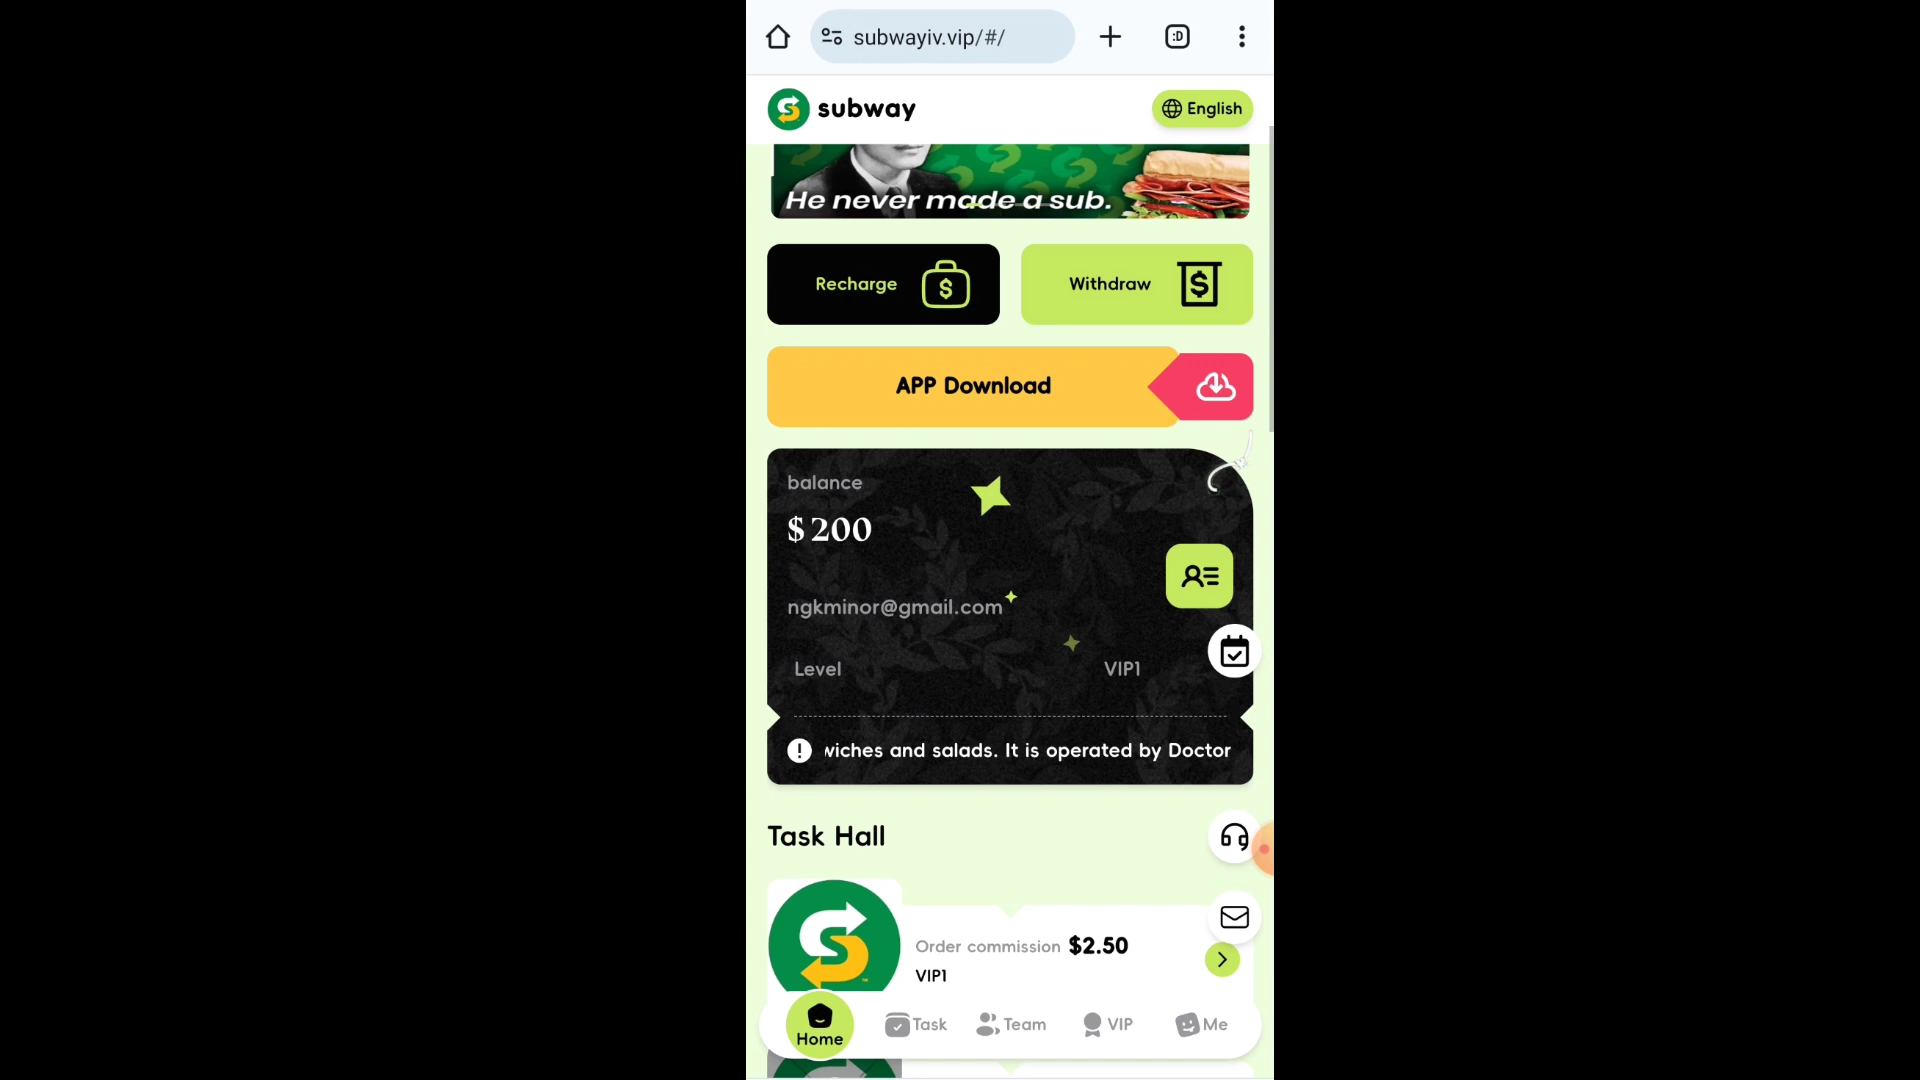 subwayiv.vip/#/
:D
subway
English
He never made a sub.
Recharge
Withdraw
APP Download
balance
$ 200
ngkminor@gmail.com
Level VIP1
viches and salads. It is operated by Doctor
Task Hall
Order commission $2.50
VIP1
Home
Task
Team
VIP
Me